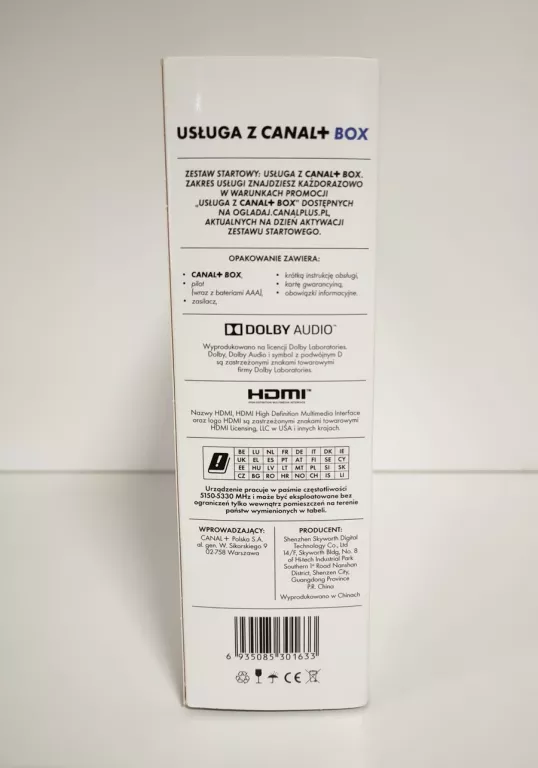 USŁUGA Z CANAL+ BOX
ZESTAW STARTOWY: USŁUGA Z CANAL+ BOX.
ZAKRES USŁUGI ZNAJDZIESZ KAŻDORAZOWO
W WARUNKACH PROMOCJI
„USŁUGA Z CANAL+ BOX" DOSTĘPNYCH
NA OGLADAJ.CANALPLUS.PL,
AKTUALNYCH NA DZIEŃ AKTYWACJI
ZESTAWU STARTOWEGO.
OPAKOWANIE ZAWIERA:
• CANAL+ BOX,
• pilot
(wraz z bateriami AAA),
• zasilacz,
• krótką instrukcję obsługi,
• kartę gwarancyjną,
• obowiązki informacyjne.
DOLBY AUDIO™
Wyprodukowano na licencji Dolby Laboratories.
Dolby, Dolby Audio i symbol z podwójnym D
są zastrzeżonymi znakami towarowymi
firmy Dolby Laboratories.
HDMI™
Nazwy HDMI, HDMI High Definition Multimedia Interface
oraz logo HDMI są zastrzeżonymi znakami towarowymi
HDMI Licensing, LLC w USA i innych krajach.
BE LU NL FR DE IT DK IE
UK EL ES PT AT FI SE CY
EE HU LV LT MT PL SI SK
CZ BG RO HR NO CH IS LI
Urządzenie pracuje w paśmie częstotliwości
5150-5330 MHz i może być eksploatowane bez
ograniczeń tylko wewnątrz pomieszczeń na terenie
państw wymienionych w tabeli.
WPROWADZAJĄCY:
CANAL+ Polska S.A.
al. gen. W. Sikorskiego 9
02-758 Warszawa
PRODUCENT:
Shenzhen Skyworth Digital
Technology Co., Ltd
14/F, Skyworth Bldg, No. 8
of Hi-tech Industrial Park
Southern 1st Road Nanshan
District, Shenzen City,
Guangdong Province
P.R. China
Wyprodukowano w Chinach
6 935085 301633
CE